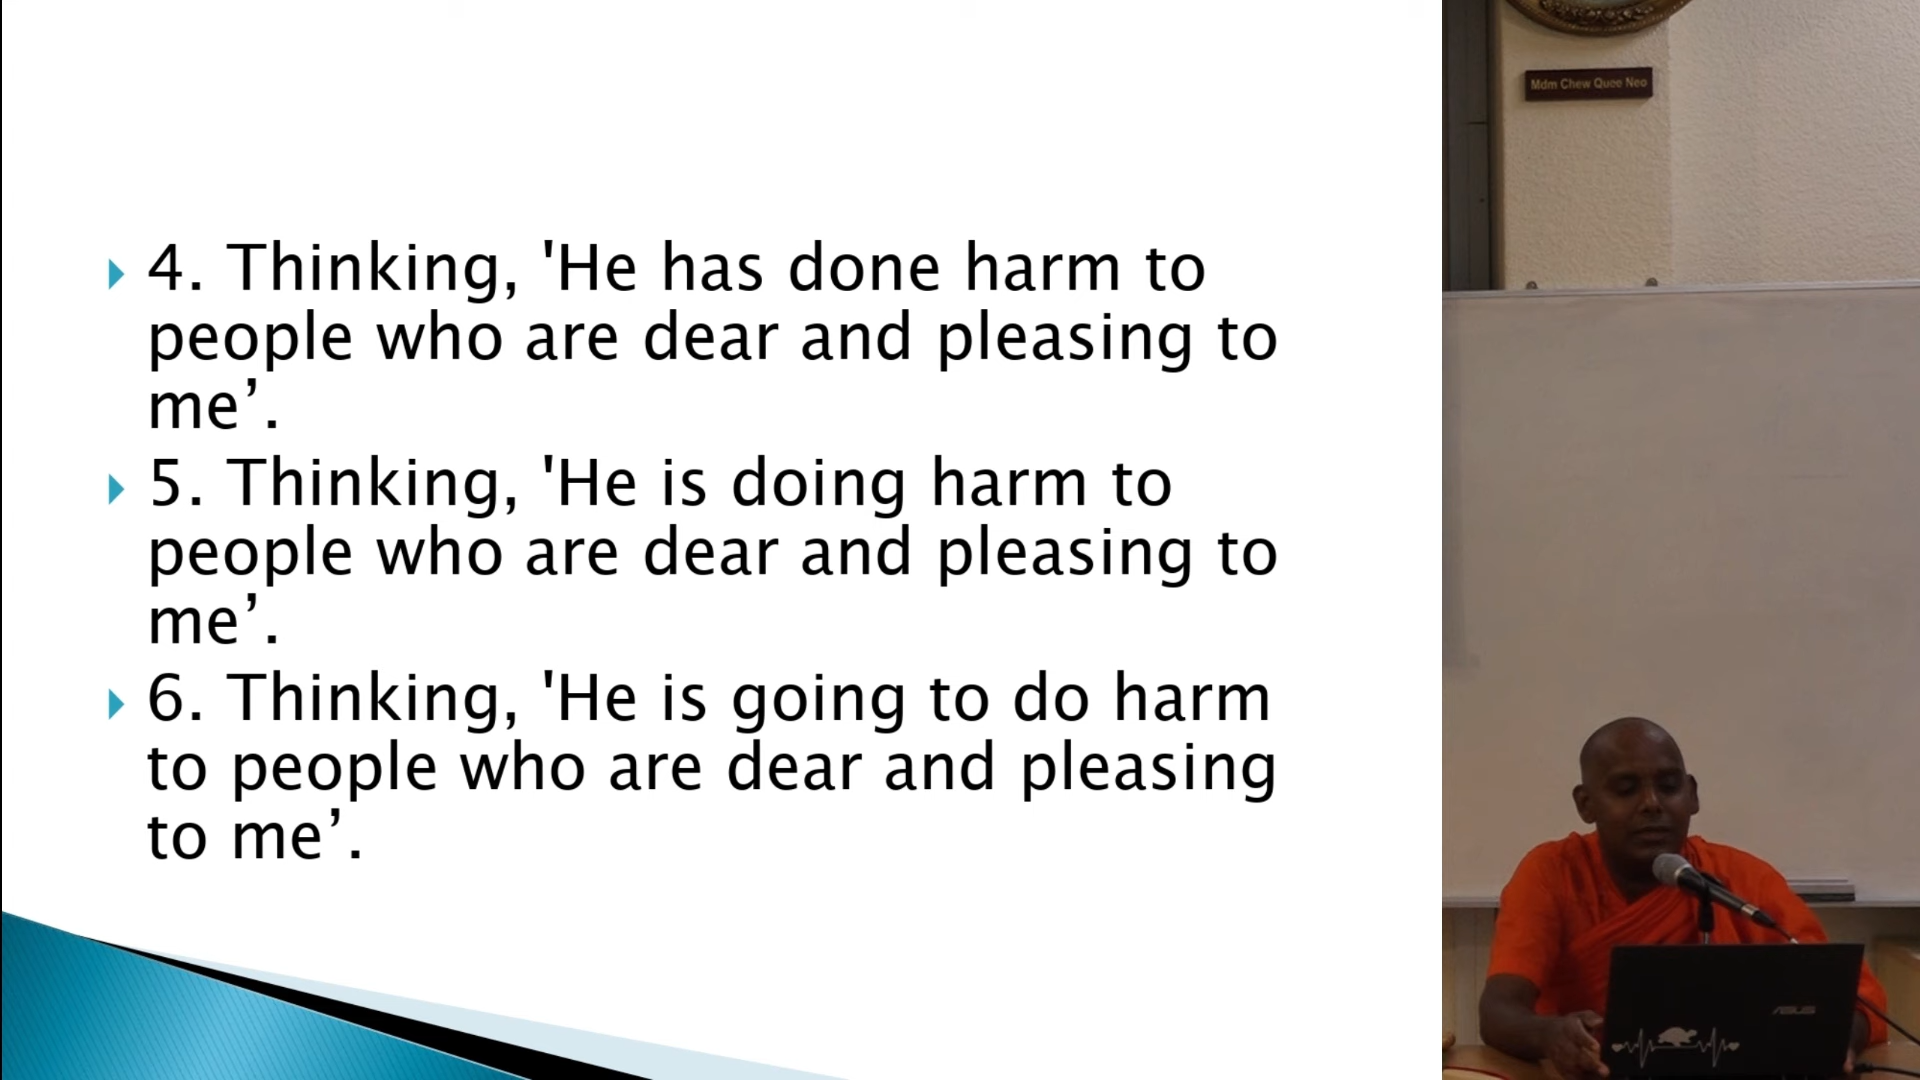 4. Thinking, 'He has done harm to
people who are dear and pleasing to
me’.
5. Thinking, 'He is doing harm to
people who are dear and pleasing to
me’.
6. Thinking, 'He is going to do harm
to people who are dear and pleasing
to me’.
Mdm Chew Quee Neo
ASUS